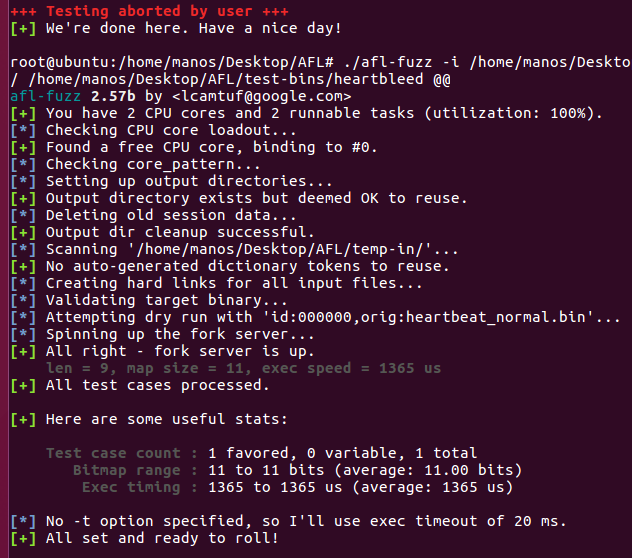 +++ Testing aborted by user +++
[+] We're done here. Have a nice day!
root@ubuntu:/home/manos/Desktop/AFL# ./afl-fuzz -i /home/manos/Deskto
/ /home/manos/Desktop/AFL/test-bins/heartbleed @@
afl-fuzz 2.57b by <lcamtuf@google.com>
[+] You have 2 CPU cores and 2 runnable tasks (utilization: 100%).
[*] Checking CPU core loadout...
[+] Found a free CPU core, binding to #0.
[*] Checking core_pattern...
[*] Setting up output directories...
[+] Output directory exists but deemed OK to reuse.
[*] Deleting old session data...
[+] Output dir cleanup successful.
[*] Scanning '/home/manos/Desktop/AFL/temp-in/'...
[+] No auto-generated dictionary tokens to reuse.
[*] Creating hard links for all input files...
[*] Validating target binary...
[*] Attempting dry run with 'id:000000,orig:heartbeat_normal.bin'...
[*] Spinning up the fork server...
[+] All right - fork server is up.
len = 9, map size = 11, exec speed = 1365 us
[+] All test cases processed.
[+] Here are some useful stats:
Test case count : 1 favored, 0 variable, 1 total
Bitmap range : 11 to 11 bits (average: 11.00 bits)
Exec timing : 1365 to 1365 us (average: 1365 us)
[*] No -t option specified, so I'll use exec timeout of 20 ms.
[+] All set and ready to roll!